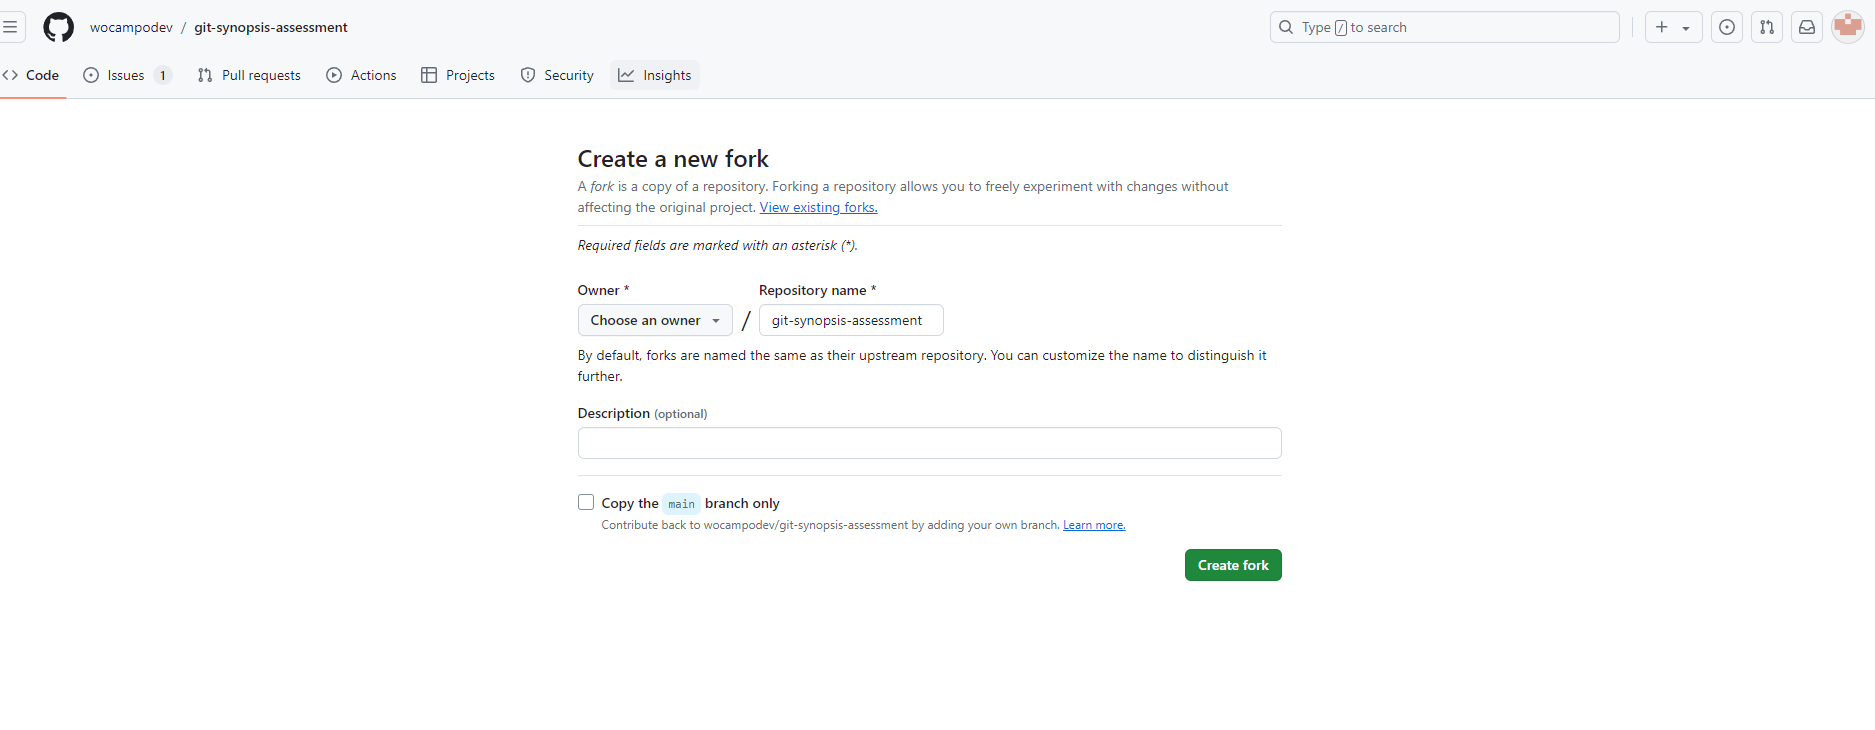 wocampodev / git-synopsis-assessment
Type / to search
Code
Issues 1
Pull requests
Actions
Projects
Security
Insights
Create a new fork
A fork is a copy of a repository. Forking a repository allows you to freely experiment with changes without
affecting the original project. View existing forks.
Required fields are marked with an asterisk (*).
Owner *
Repository name *
Choose an owner / git-synopsis-assessment
By default, forks are named the same as their upstream repository. You can customize the name to distinguish it
further.
Description (optional)
Copy the main branch only
Contribute back to wocampodev/git-synopsis-assessment by adding your own branch. Learn more.
Create fork